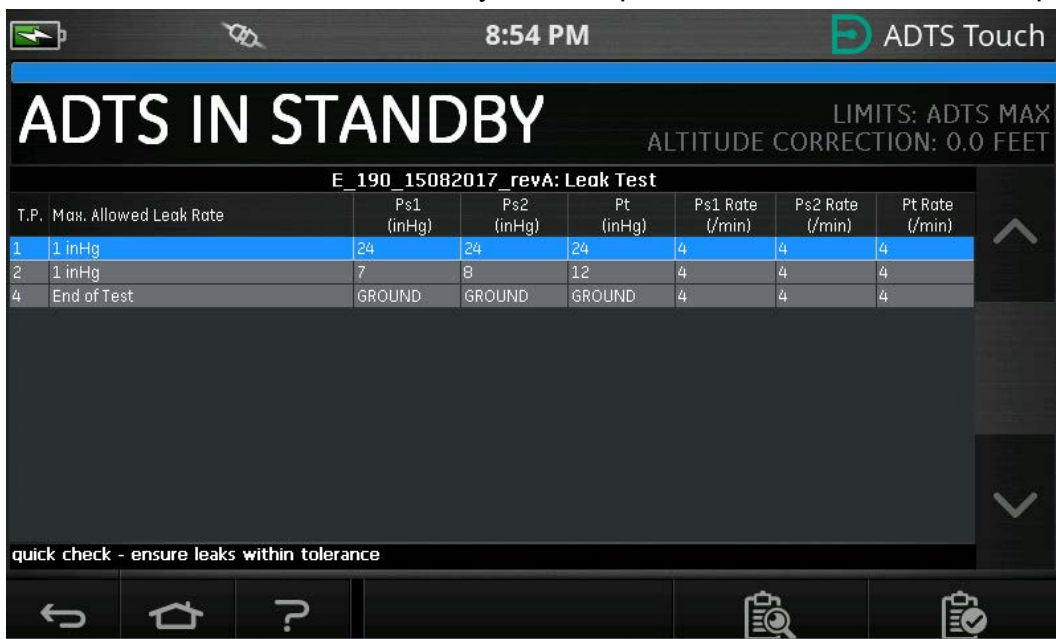 8:54 PM
ADTS Touch
ADTS IN STANDBY
LIMITS: ADTS MAX
ALTITUDE CORRECTION: 0.0 FEET
E_190_15082017_revA: Leak Test
T.P. Max. Allowed Leak Rate Ps1 (inHg) Ps2 (inHg) Pt (inHg) Ps1 Rate (/min) Ps2 Rate (/min) Pt Rate (/min)
1 1 inHg 24 24 24 4 4 4
2 1 inHg 7 8 12 4 4 4
4 End of Test GROUND GROUND GROUND 4 4 4
quick check - ensure leaks within tolerance
?